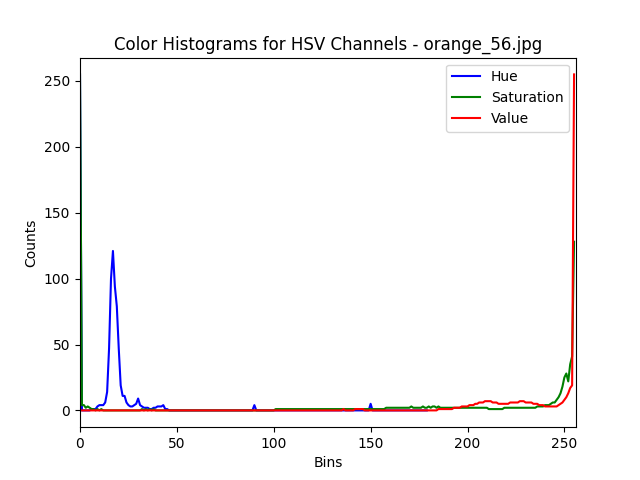 Color Histograms for HSV Channels - orange_56.jpg
Hue
Saturation
Value
Counts
250
200
150
100
50
0
0 50 100 150 200 250
Bins